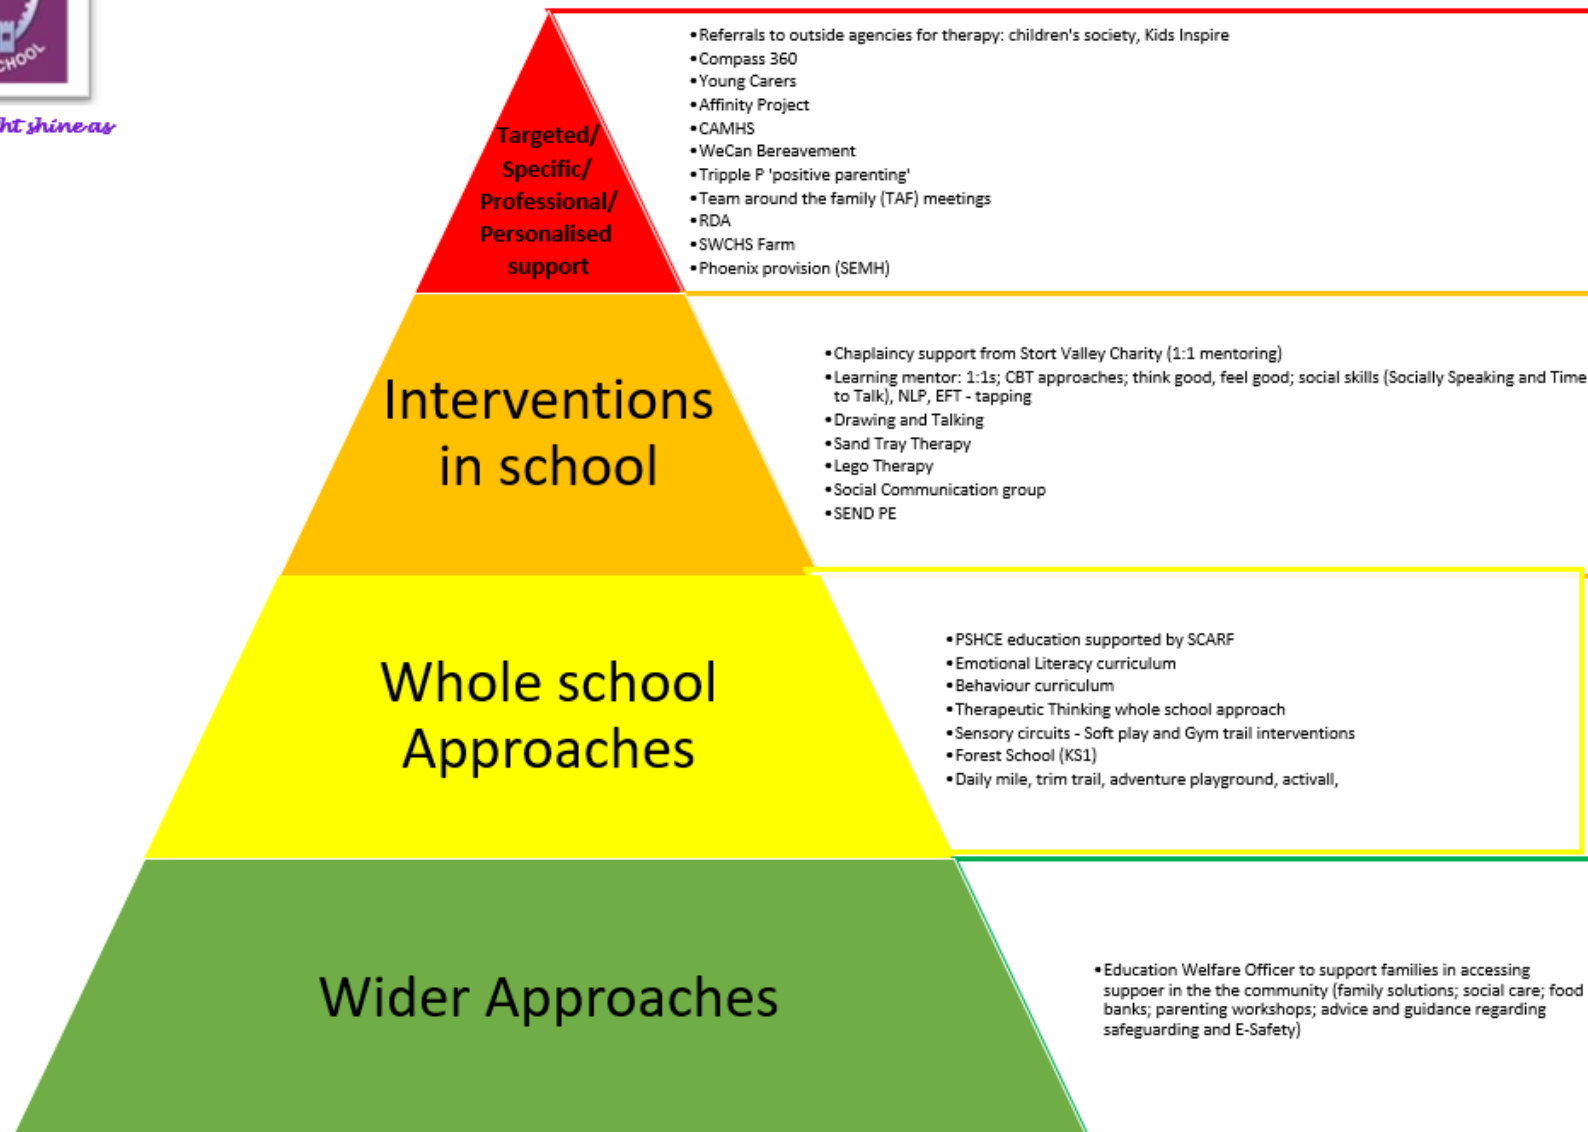 CHOOL
ht shine as
Targeted/
Specific/
Professional/
Personalised
support
•Referrals to outside agencies for therapy: children's society, Kids Inspire
•Compass 360
•Young Carers
•Affinity Project
•CAMHS
•WeCan Bereavement
•Tripple P 'positive parenting'
•Team around the family (TAF) meetings
•RDA
•SWCHS Farm
•Phoenix provision (SEMH)
Interventions
in school
•Chaplaincy support from Stort Valley Charity (1:1 mentoring)
•Learning mentor: 1:1s; CBT approaches; think good, feel good; social skills (Socially Speaking and Time
to Talk), NLP, EFT - tapping
•Drawing and Talking
•Sand Tray Therapy
•Lego Therapy
•Social Communication group
•SEND PE
Whole school
Approaches
•PSHCE education supported by SCARF
•Emotional Literacy curriculum
•Behaviour curriculum
•Therapeutic Thinking whole school approach
•Sensory circuits - Soft play and Gym trail interventions
•Forest School (KS1)
•Daily mile, trim trail, adventure playground, activall,
Wider Approaches
•Education Welfare Officer to support families in accessing
suppoer in the the community (family solutions; social care; food
banks; parenting workshops; advice and guidance regarding
safeguarding and E-Safety)